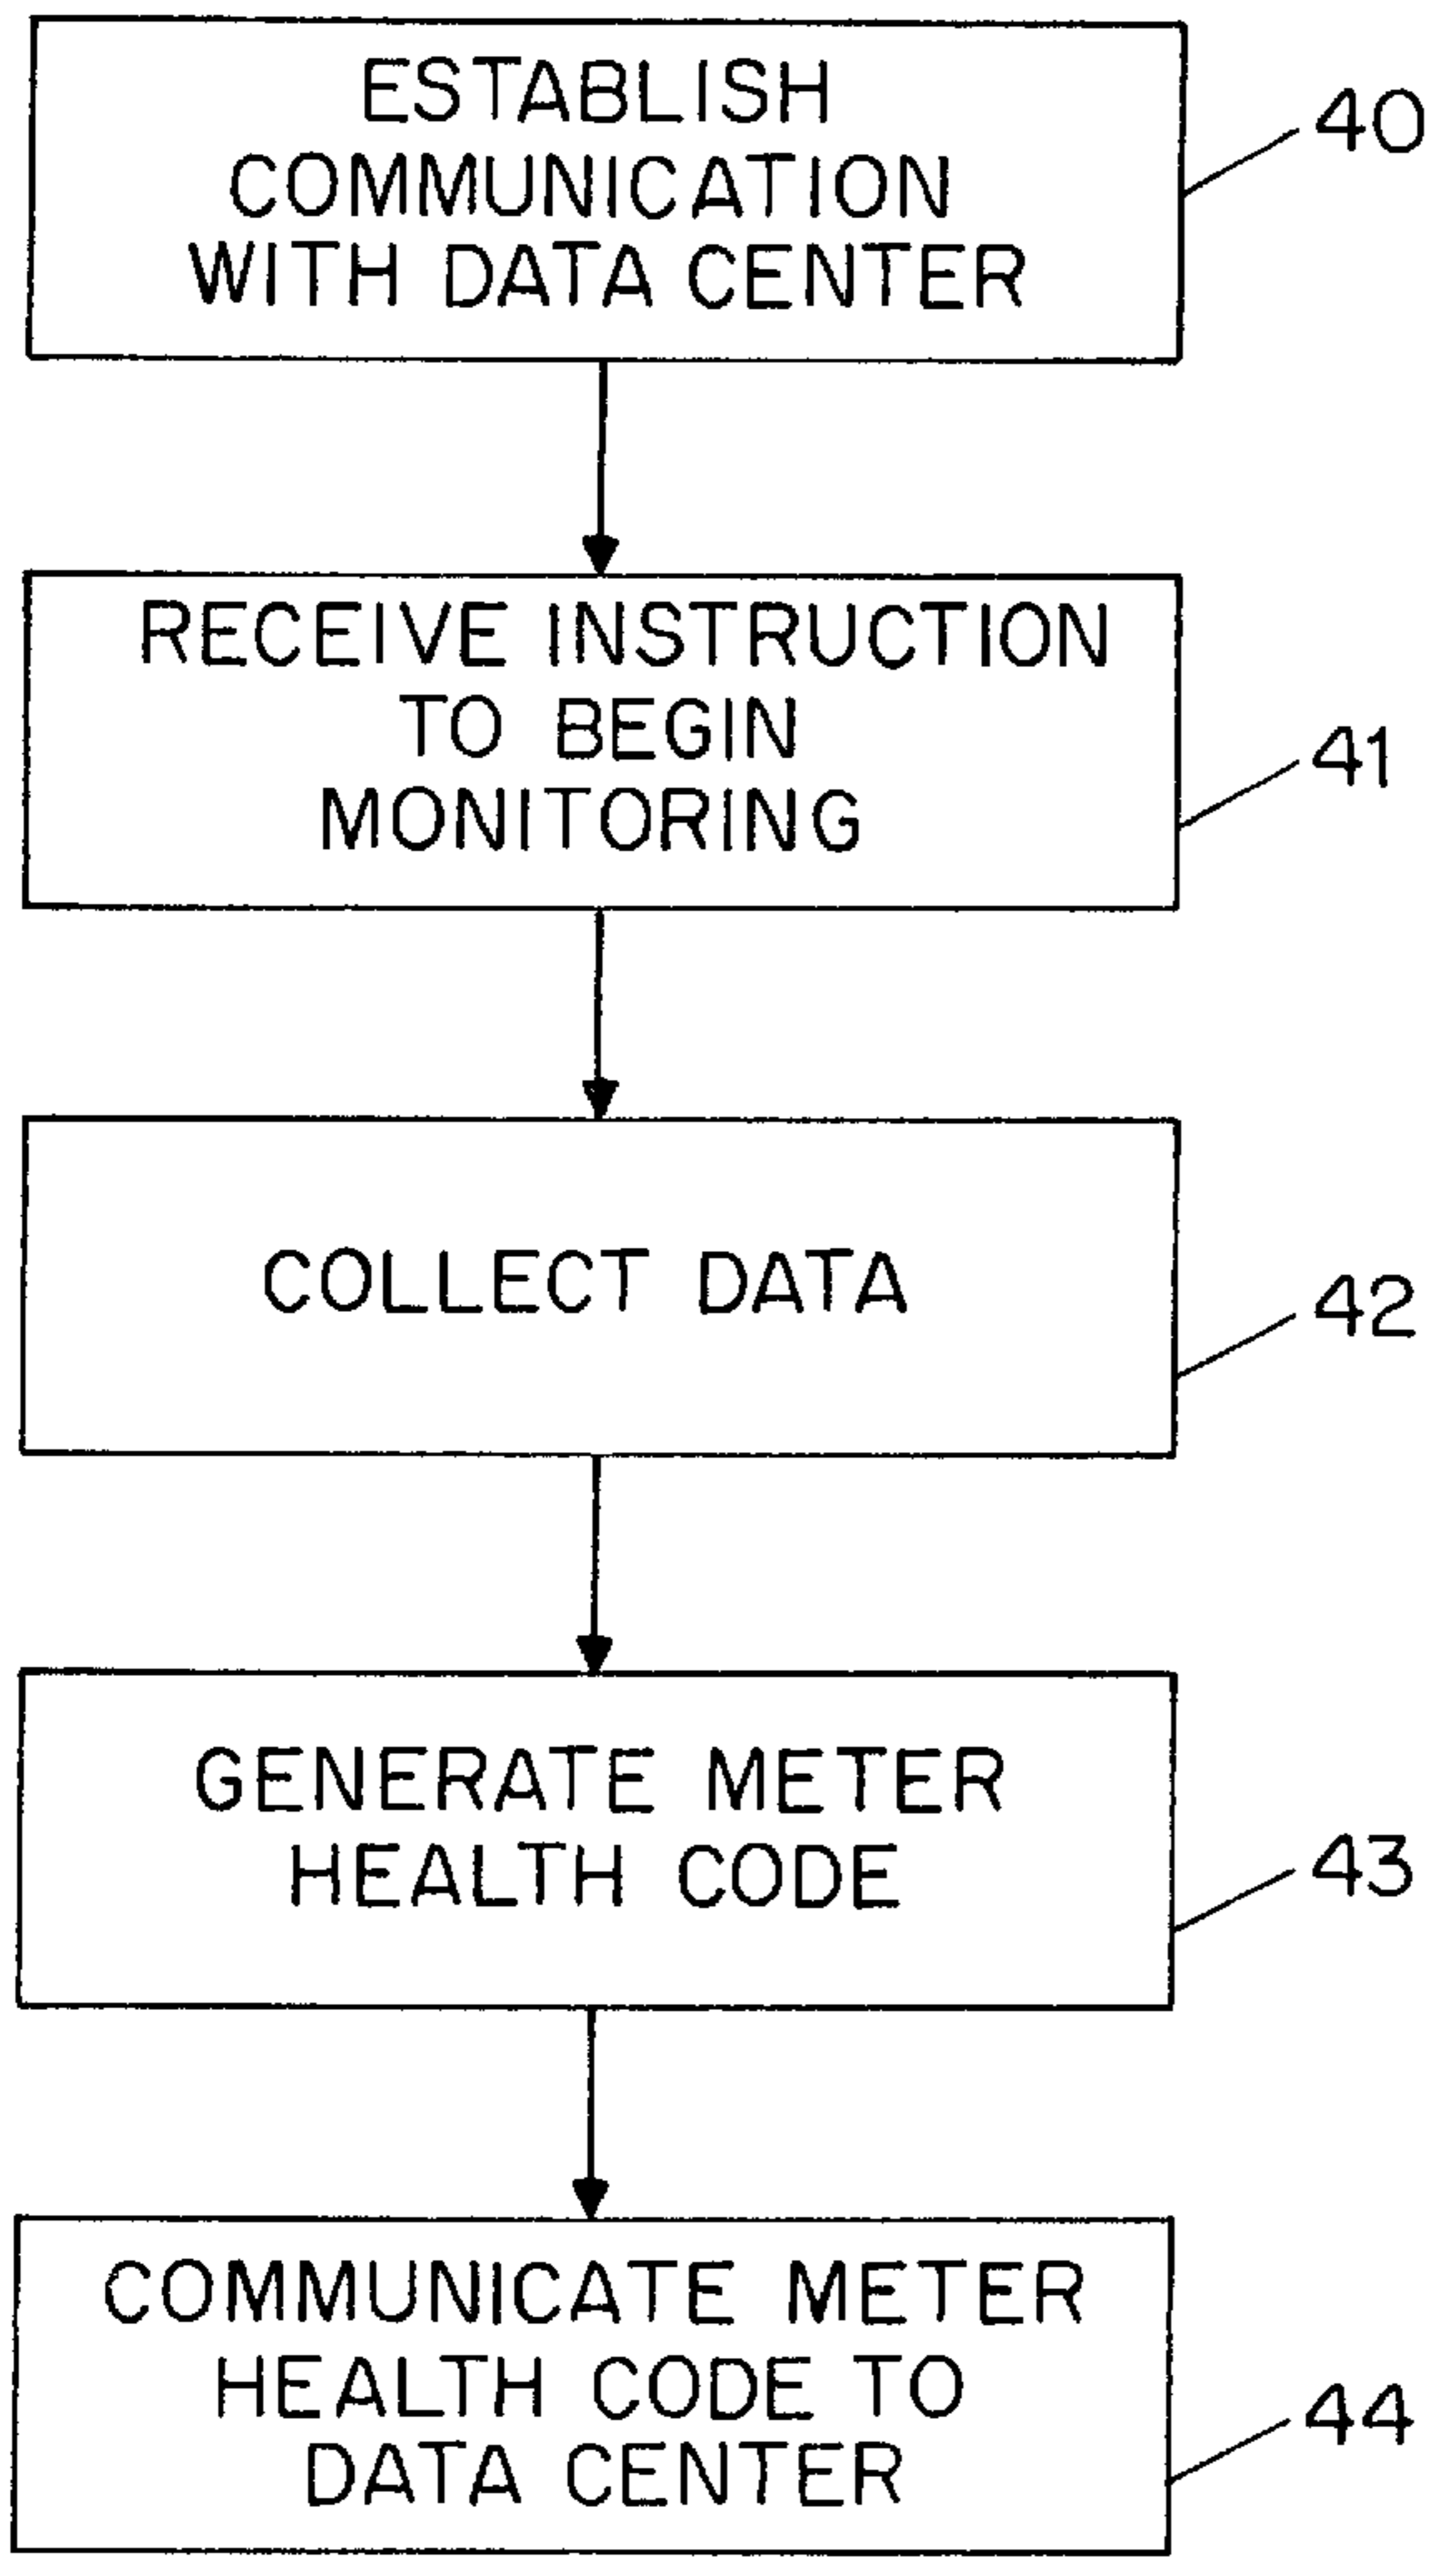 ESTABLISH
COMMUNICATION
WITH DATA CENTER
40
RECEIVE INSTRUCTION
TO BEGIN
MONITORING
41
COLLECT DATA
42
GENERATE METER
HEALTH CODE
43
COMMUNICATE METER
HEALTH CODE TO
DATA CENTER
44